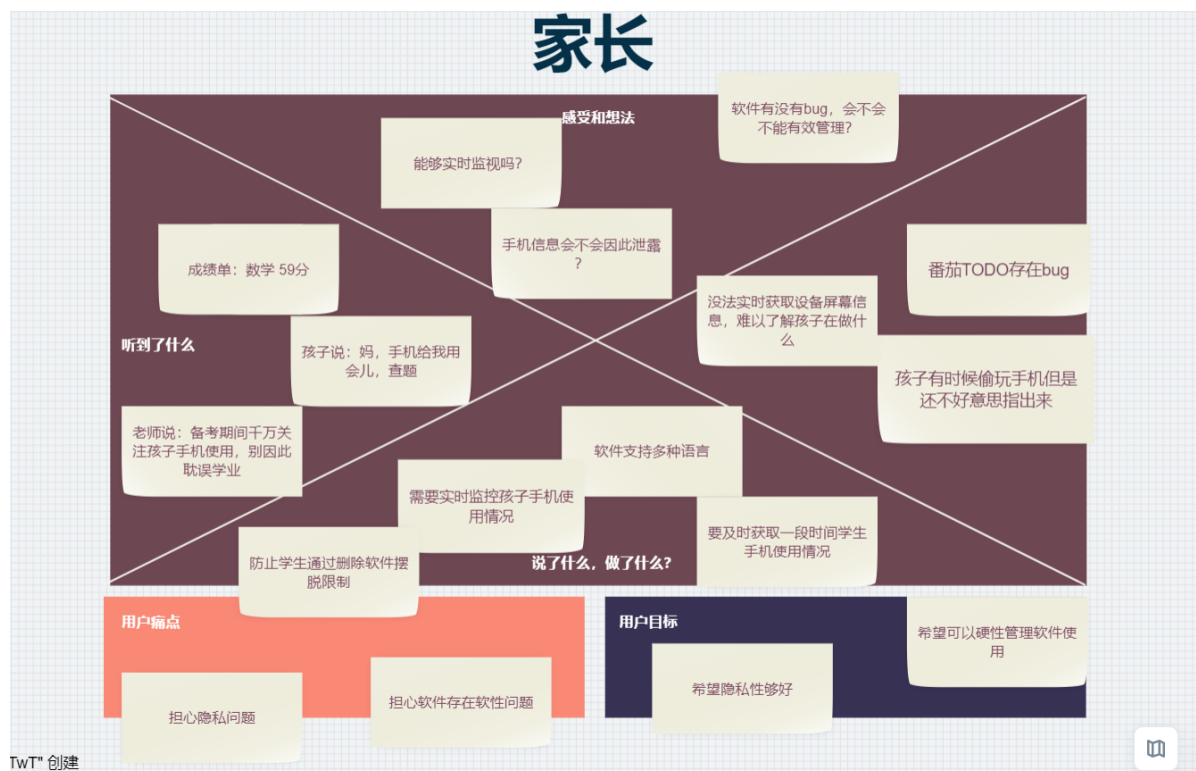 家长
感受和想法
软件有没有bug，会不会
不能有效管理？
能够实时监视吗？
手机信息会不会因此泄露
？
成绩单：数学 59分
番茄TODO存在bug
没法实时获取设备屏幕信
息，难以了解孩子在做什
么
听到了什么
孩子说：妈，手机给我用
会儿，查题
孩子有时候偷玩手机但是
还不好意思指出来
老师说：备考期间千万关
注孩子手机使用，别因此
耽误学业
软件支持多种语言
需要实时监控孩子手机使
用情况
要及时获取一段时间学生
手机使用情况
说了什么，做了什么?
防止学生通过删除软件摆
脱限制
用户痛点
担心隐私问题
担心软件存在软性问题
用户目标
希望可以硬性管理软件使
用
希望隐私性够好
TwT" 创建